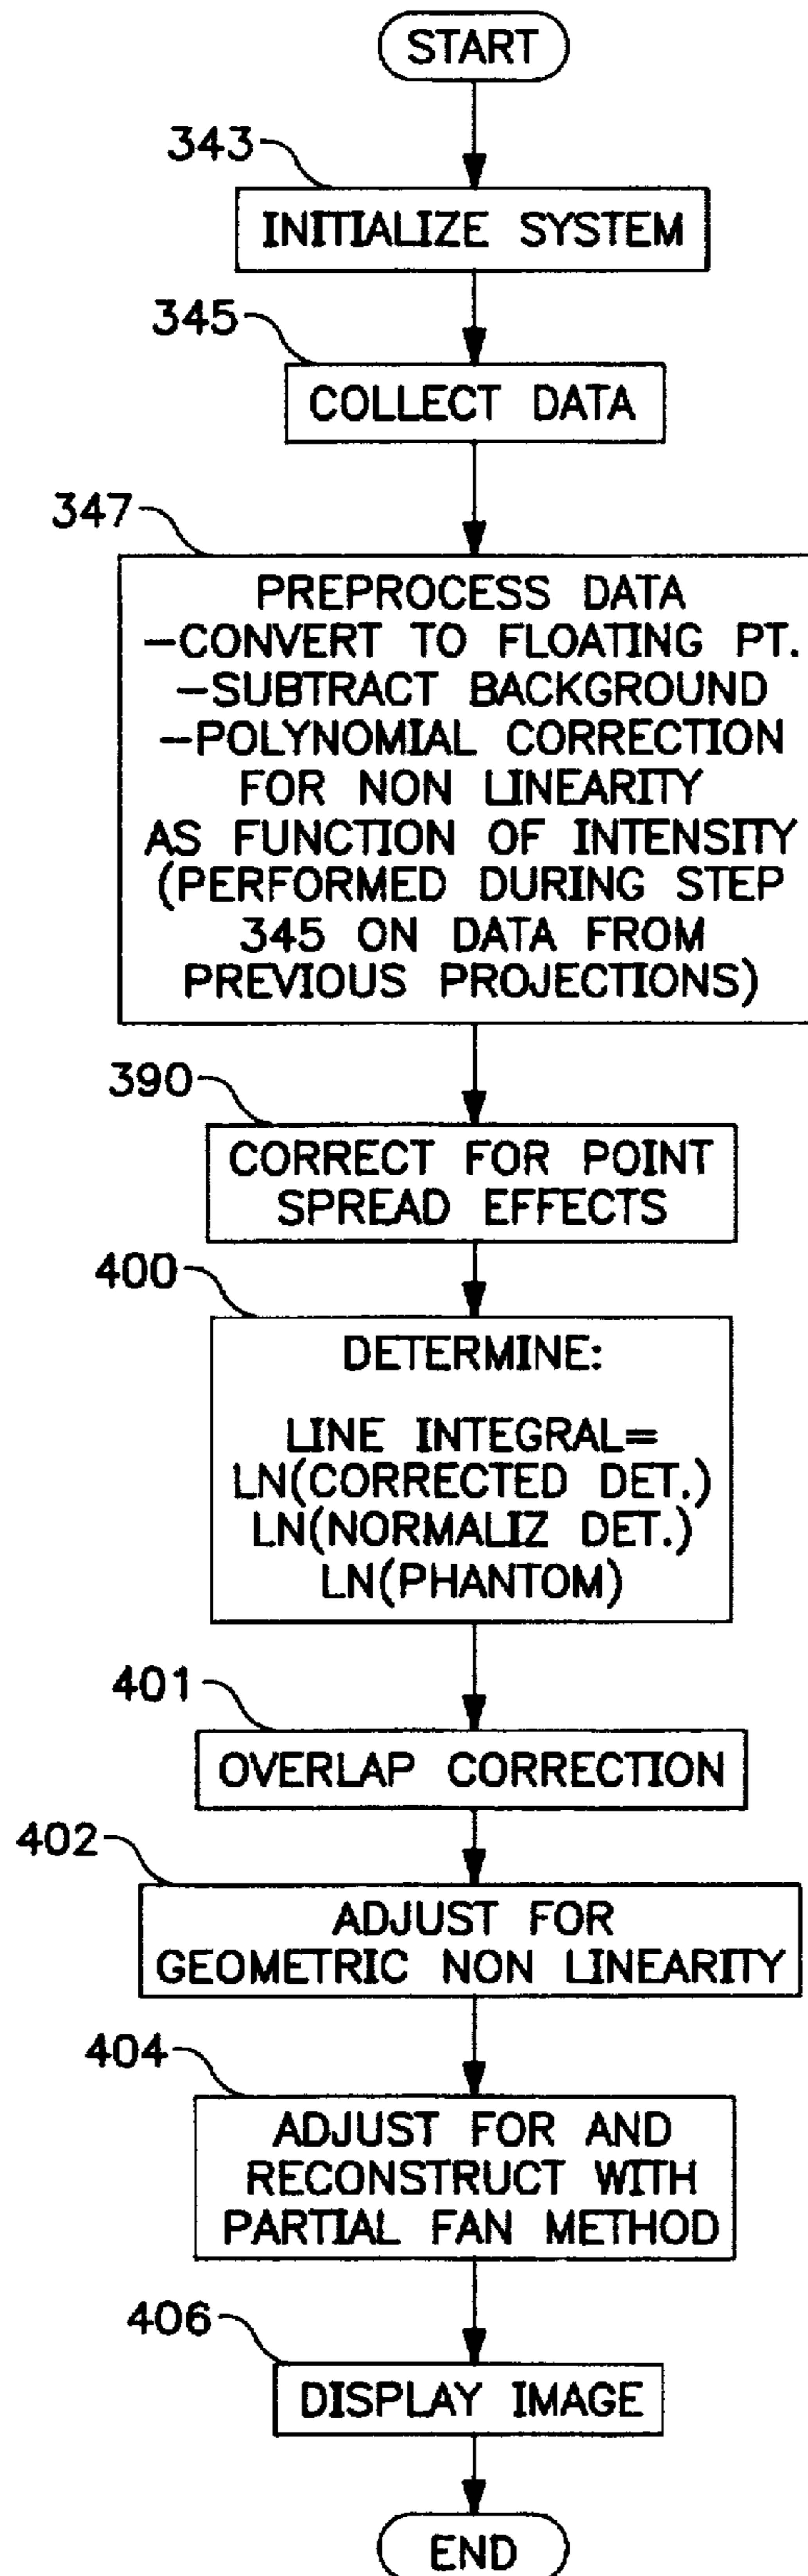 START
343
INITIALIZE SYSTEM
345
COLLECT DATA
347
PREPROCESS DATA
-CONVERT TO FLOATING PT.
-SUBTRACT BACKGROUND
-POLYNOMIAL CORRECTION
FOR NON LINEARITY
AS FUNCTION OF INTENSITY
(PERFORMED DURING STEP
345 ON DATA FROM
PREVIOUS PROJECTIONS)
390
CORRECT FOR POINT
SPREAD EFFECTS
400
DETERMINE:
LINE INTEGRAL=
LN(CORRECTED DET.)
LN(NORMALIZ DET.)
LN(PHANTOM)
401
OVERLAP CORRECTION
402
ADJUST FOR
GEOMETRIC NON LINEARITY
404
ADJUST FOR AND
RECONSTRUCT WITH
PARTIAL FAN METHOD
406
DISPLAY IMAGE
END